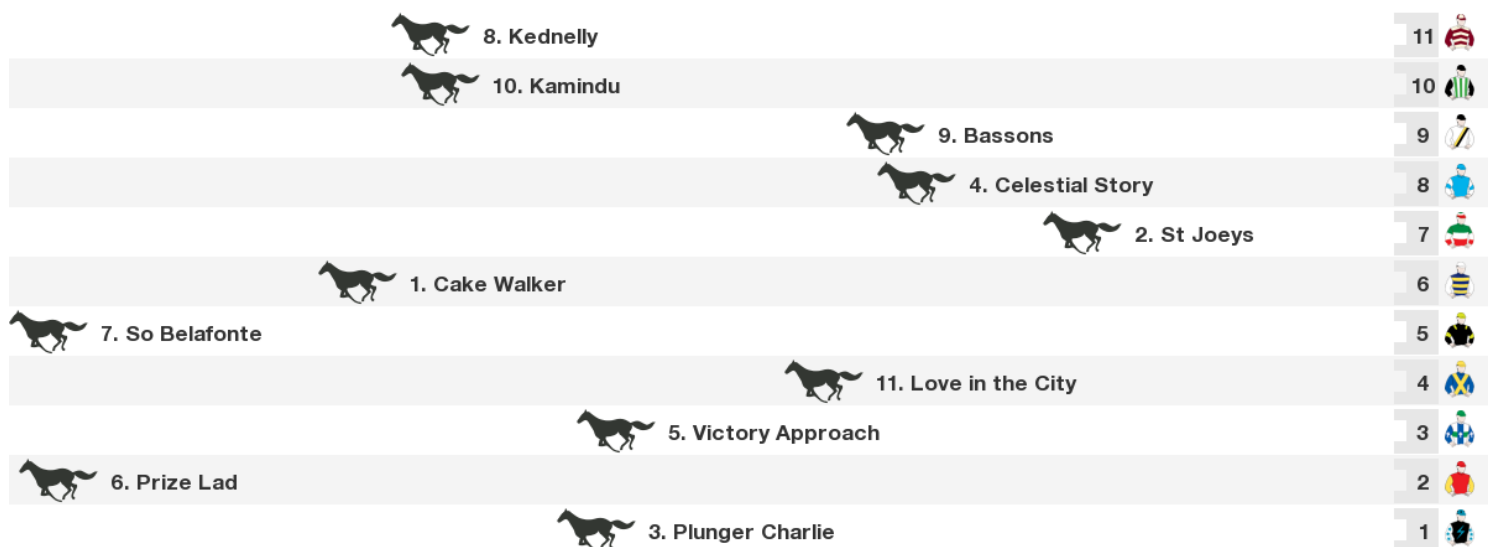 8. Kednelly 11
10. Kamindu 10
9. Bassons 9
4. Celestial Story 8
2. St Joeys 7
1. Cake Walker 6
7. So Belafonte 5
11. Love in the City 4
5. Victory Approach 3
6. Prize Lad 2
3. Plunger Charlie 1